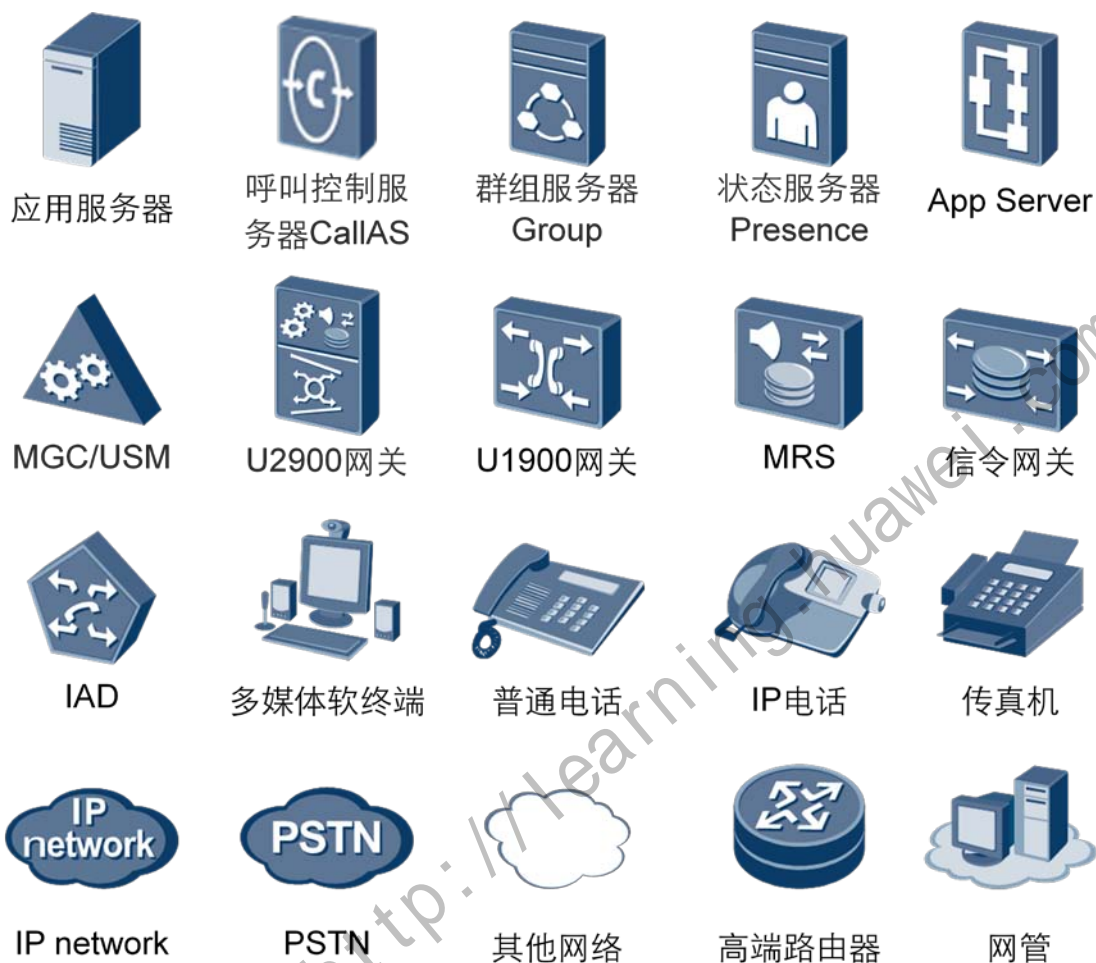 应用服务器
呼叫控制服
务器CallAS
群组服务器
Group
状态服务器
Presence
App Server
MGC/USM
U2900网关
U1900网关
MRS
信令网关
IAD
多媒体软终端
普通电话
IP电话
传真机
IP
network
PSTN
IP network
PSTN
其他网络
高端路由器
网管
tp://learning.huawei.com